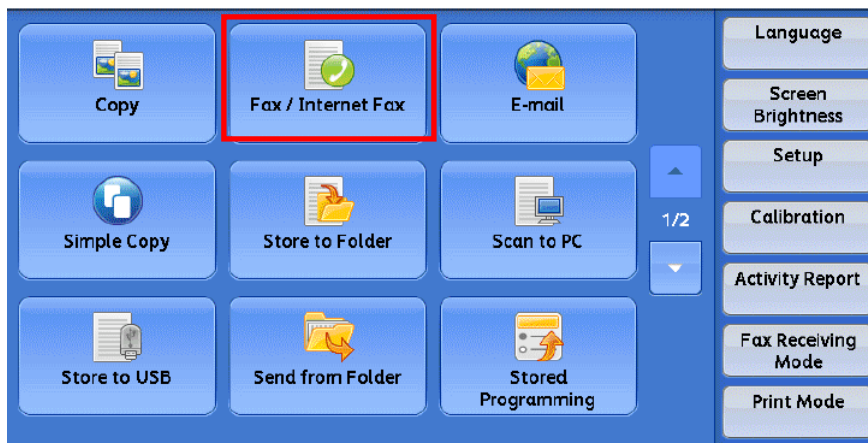 Copy
Fax / Internet Fax
E-mail
Simple Copy
Store to Folder
Scan to PC
Store to USB
Send from Folder
Stored
Programming
1/2
Language
Screen
Brightness
Setup
Calibration
Activity Report
Fax Receiving
Mode
Print Mode